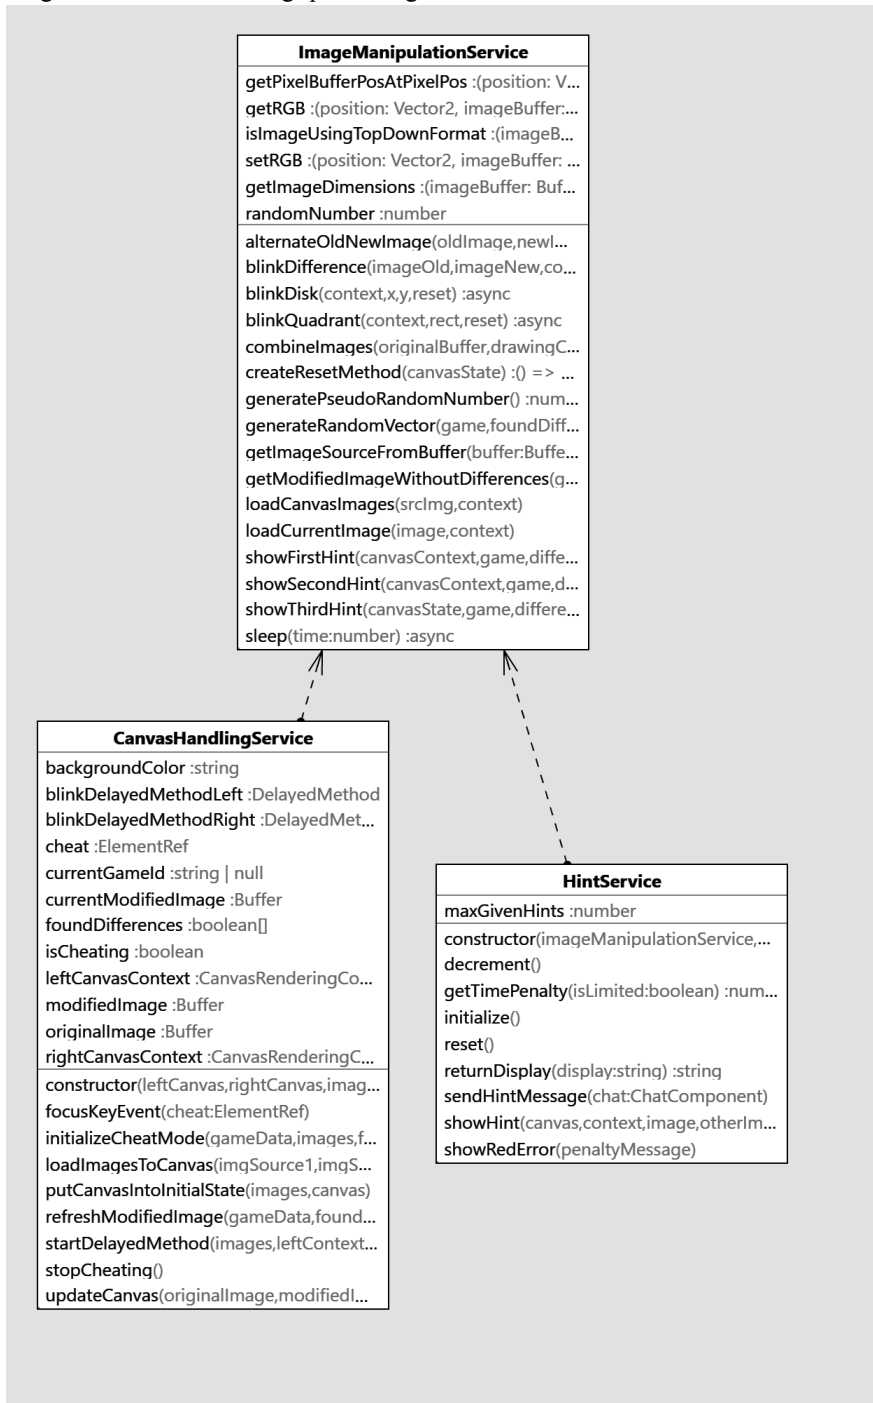 ImageManipulationService
getPixelBufferPosAtPixelPos :(position: V...
getRGB :(position: Vector2, imageBuffer:...
isImageUsingTopDownFormat :(imageB...
setRGB :(position: Vector2, imageBuffer: ...
getImageDimensions :(imageBuffer: Buf...
randomNumber :number
alternateOldNewImage(oldImage,newI...
blinkDifference(imageOld,imageNew,co...
blinkDisk(context,x,y,reset) :async
blinkQuadrant(context,rect,reset) :async
combineImages(originalBuffer,drawingC...
createResetMethod(canvasState) :() => ...
generatePseudoRandomNumber() :num...
generateRandomVector(game,foundDiff...
getImageSourceFromBuffer(buffer:Buffe...
getModifiedImageWithoutDifferences(g...
loadCanvasImages(srcImg,context)
loadCurrentImage(image,context)
showFirstHint(canvasContext,game,diffe...
showSecondHint(canvasContext,game,d...
showThirdHint(canvasState,game,differe...
sleep(time:number) :async
CanvasHandlingService
backgroundColor :string
blinkDelayedMethodLeft :DelayedMethod
blinkDelayedMethodRight :DelayedMet...
cheat :ElementRef
currentGameId :string | null
currentModifiedImage :Buffer
foundDifferences :boolean[]
isCheating :boolean
leftCanvasContext :CanvasRenderingCo...
modifiedImage :Buffer
originalImage :Buffer
rightCanvasContext :CanvasRenderingC...
constructor(leftCanvas,rightCanvas,imag...
focusKeyEvent(cheat:ElementRef)
initializeCheatMode(gameData,images,f...
loadImagesToCanvas(imgSource1,imgS...
putCanvasIntoInitialState(images,canvas)
refreshModifiedImage(gameData,found...
startDelayedMethod(images,leftContext...
stopCheating()
updateCanvas(originalImage,modifiedI...
HintService
maxGivenHints :number
constructor(imageManipulationService,...
decrement()
getTimePenalty(isLimited:boolean) :num...
initialize()
reset()
returnDisplay(display:string) :string
sendHintMessage(chat:ChatComponent)
showHint(canvas,context,image,otherIm...
showRedError(penaltyMessage)